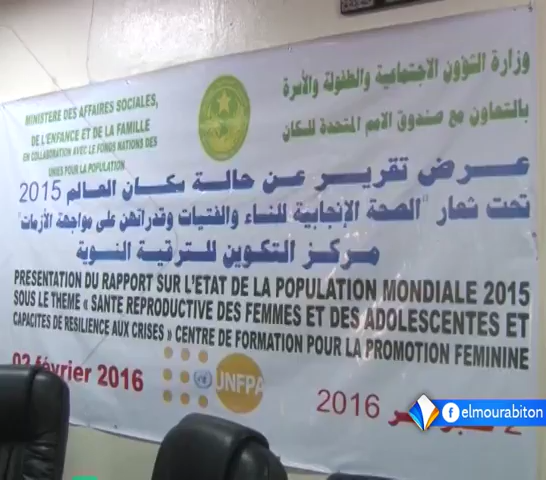 وزارة الشؤون الاجتماعية والطفولة والأسرة
بالتعاون مع صندوق الامم المتحدة للسكان
MINISTERE DES AFFAIRES SOCIALES,
DE L'ENFANCE ET DE LA FAMILLE
EN COLLABORATION AVEC LE FONDS NATIONS DES
UNIES POUR LA POPULATION
عرض تقرير عن حالة سكان العالم 2015
تحت شعار "الصحة الإنجابية للنساء والفتيات وقدراتهن على مواجهة الأزمات"
مركز التكوين للترقية النسوية
PRESENTATION DU RAPPORT SUR L'ETAT DE LA POPULATION MONDIALE 2015
SOUS LE THEME « SANTE REPRODUCTIVE DES FEMMES ET DES ADOLESCENTES ET
CAPACITES DE RESILIENCE AUX CRISES » CENTRE DE FORMATION POUR LA PROMOTION FEMININE
02 février 2016
UNFPA
2016
elmourabiton